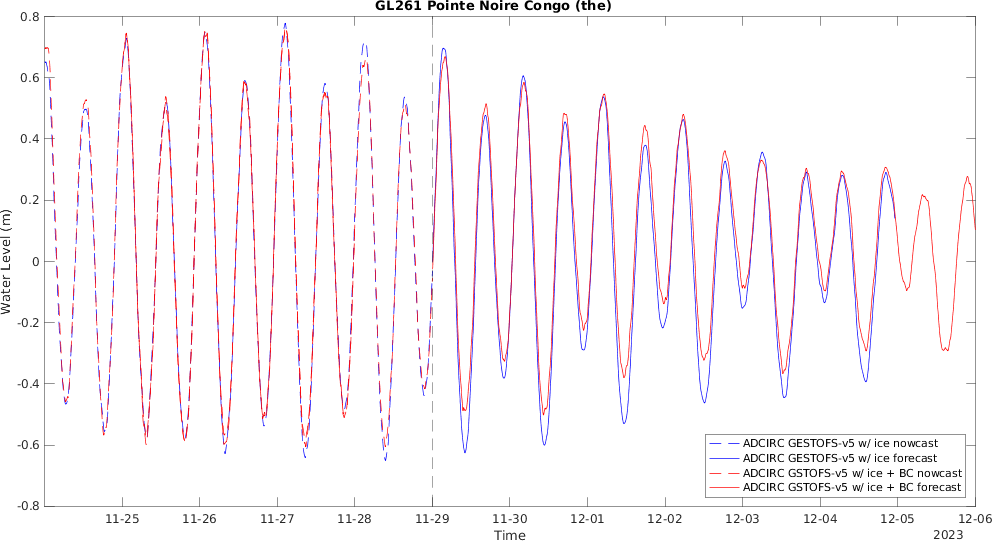 GL261 Pointe Noire Congo (the)
Water Level (m)
0.8
0.6
0.4
0.2
0
-0.2
-0.4
-0.6
-0.8
11-25 11-26 11-27 11-28 11-29 11-30 12-01 12-02 12-03 12-04 12-05 12-06
Time
2023
ADCIRC GESTOFS-v5 w/ ice nowcast
ADCIRC GESTOFS-v5 w/ ice forecast
ADCIRC GSTOFS-v5 w/ ice + BC nowcast
ADCIRC GSTOFS-v5 w/ ice + BC forecast